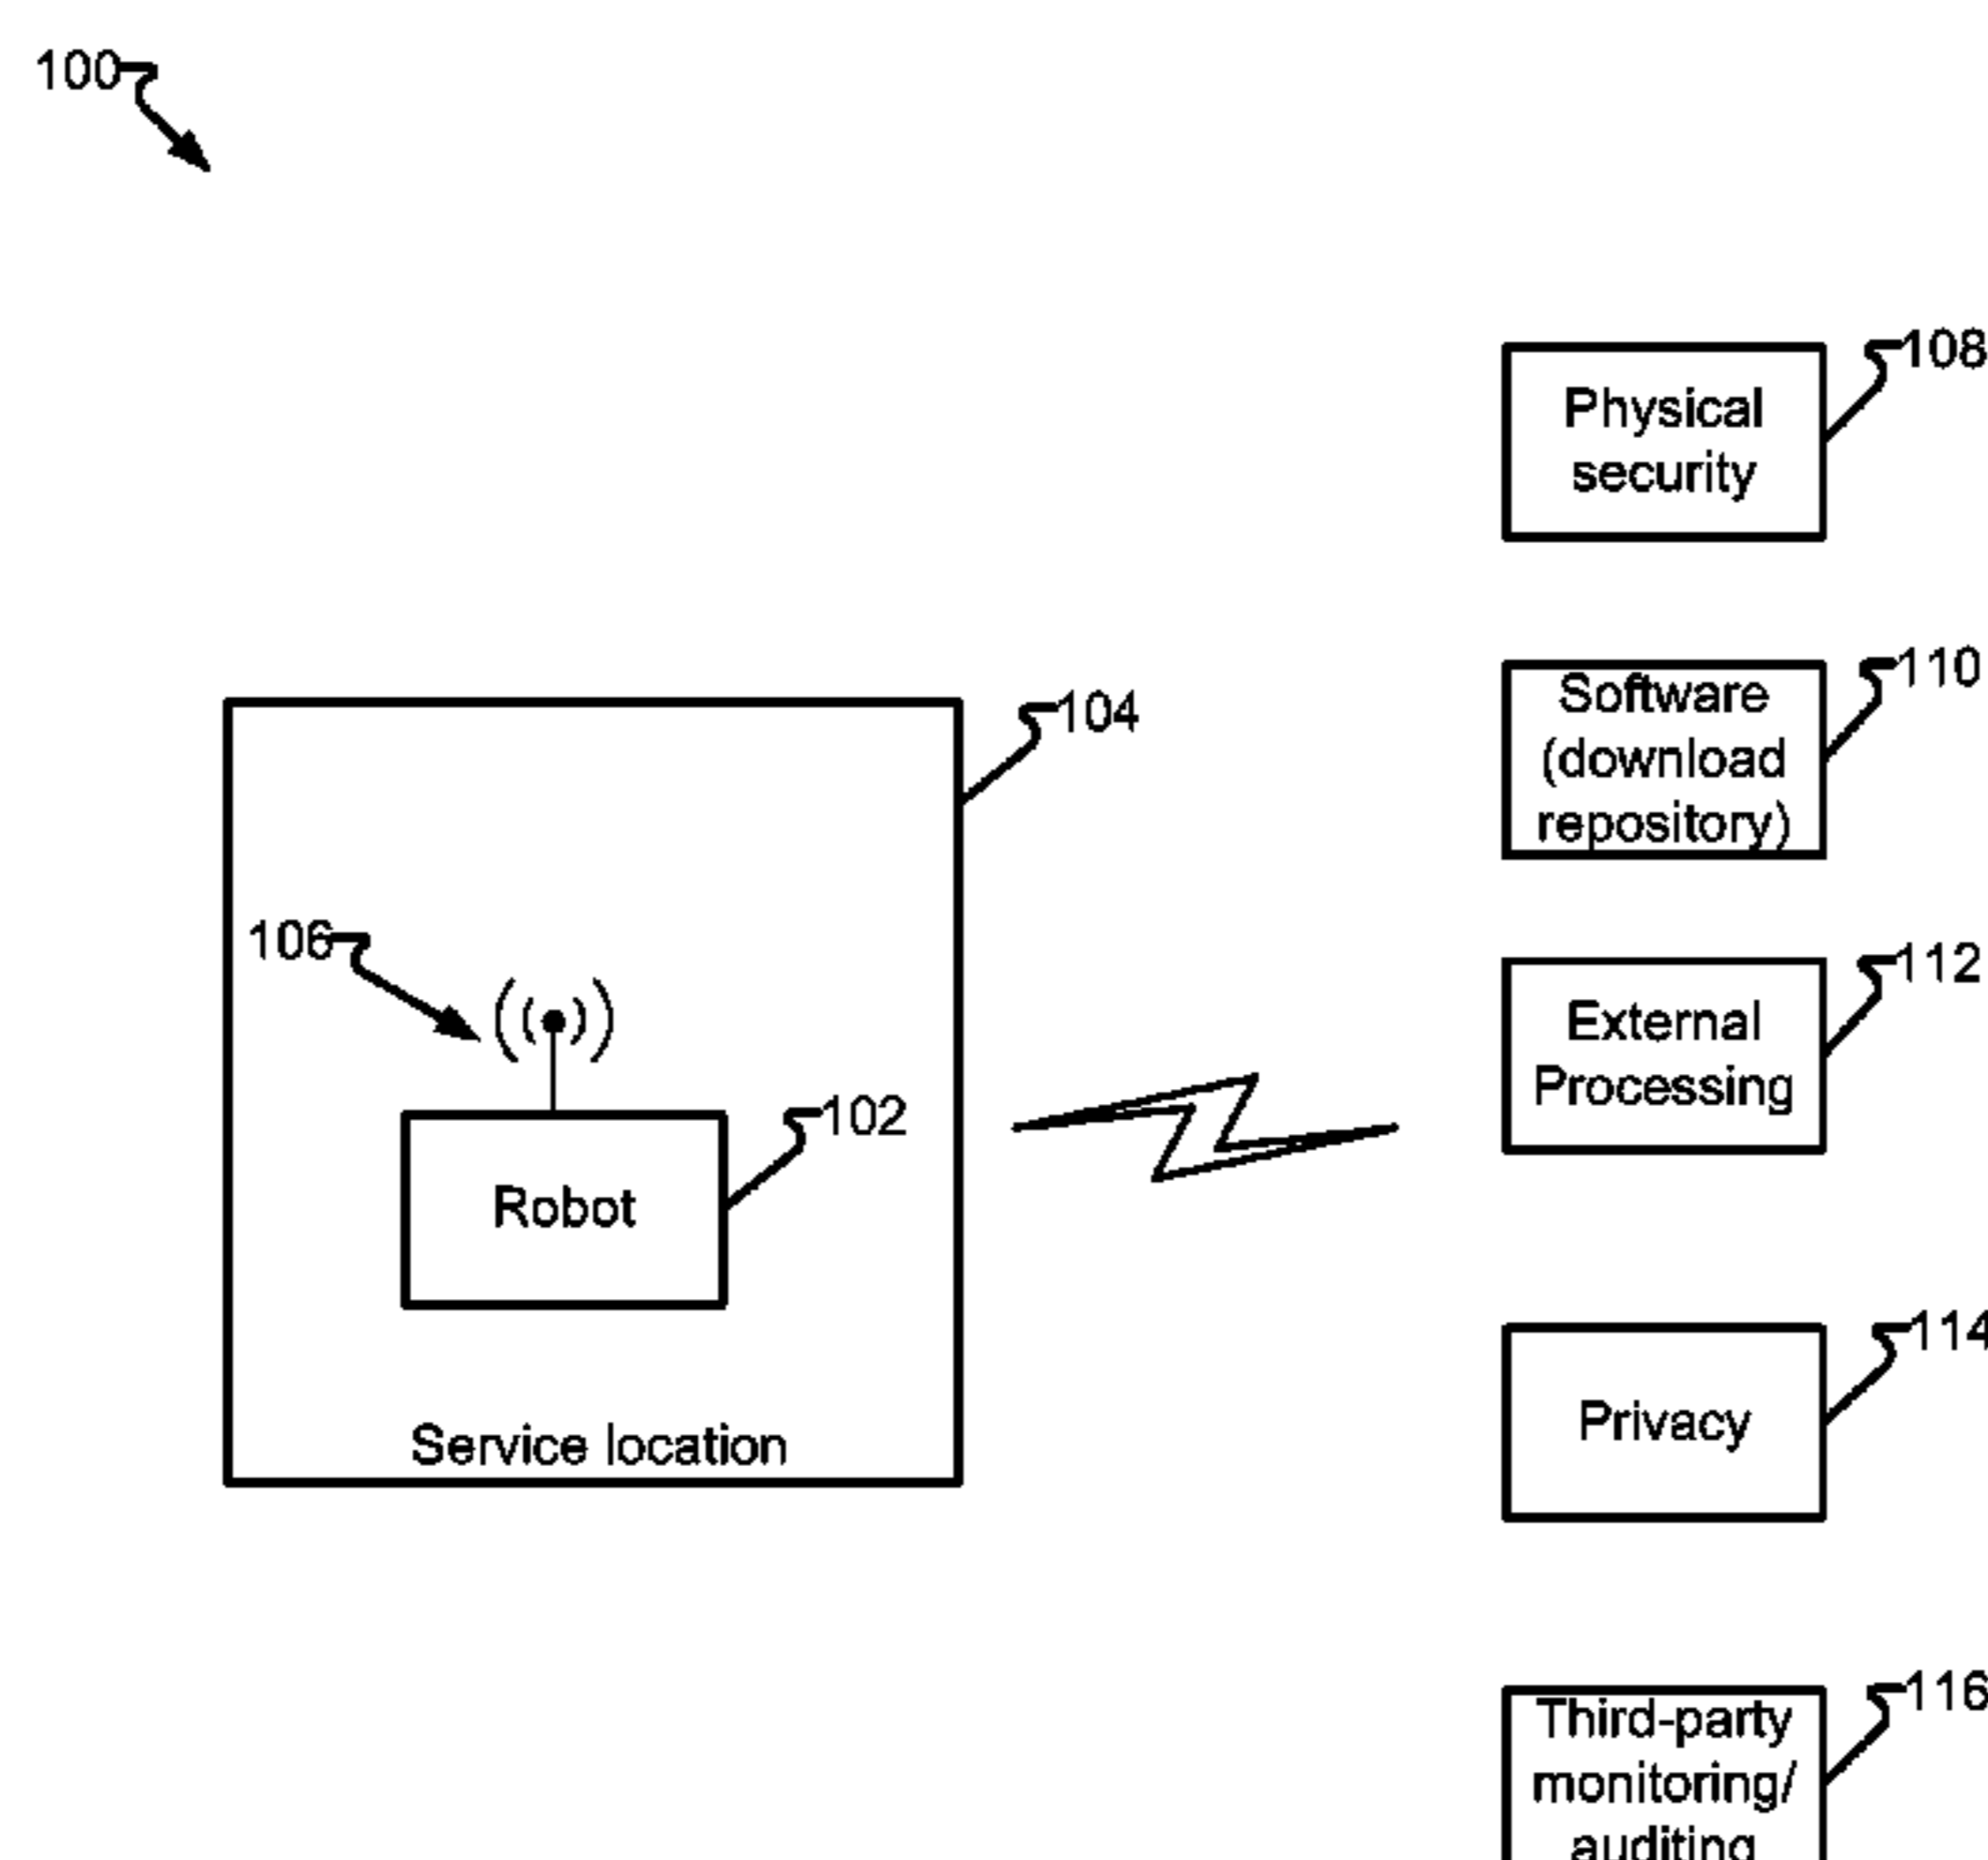 100
108
Physical
security
110
Software
(download
repository)
104
106
112
External
Processing
102
Robot
114
Privacy
Service location
116
Third-party
monitoring/
auditing